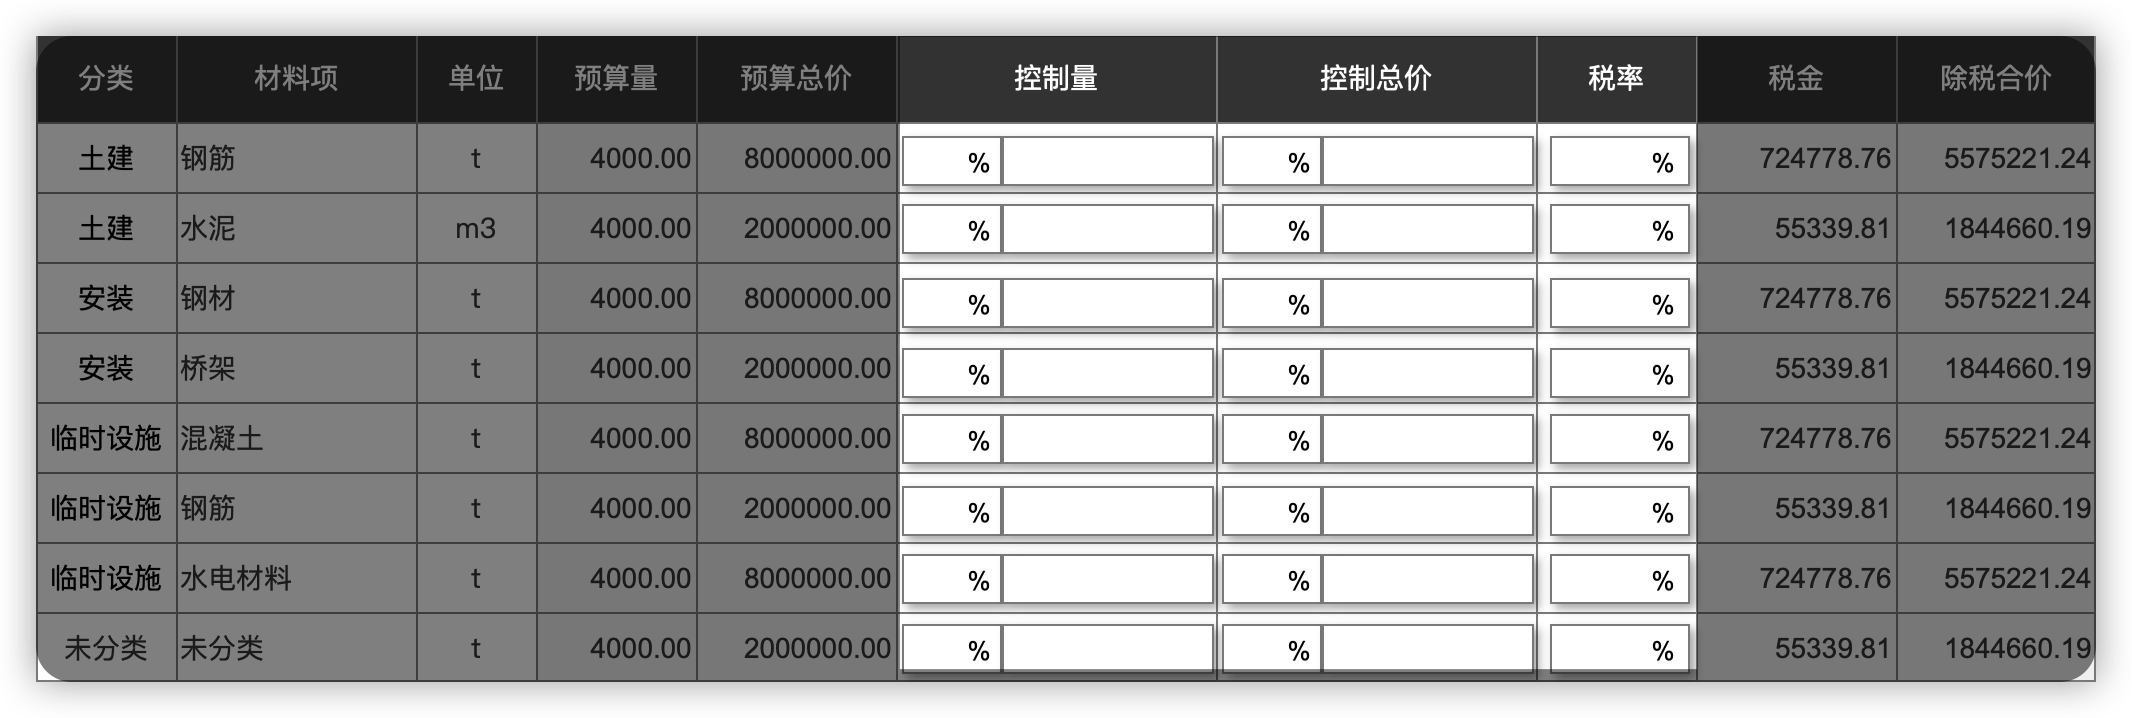 分类 材料项 单位 预算量 预算总价 控制量 控制总价 税率 税金 除税合价
土建 钢筋 t 4000.00 8000000.00 % % % 724778.76 5575221.24
土建 水泥 m3 4000.00 2000000.00 % % % 55339.81 1844660.19
安装 钢材 t 4000.00 8000000.00 % % % 724778.76 5575221.24
安装 桥架 t 4000.00 2000000.00 % % % 55339.81 1844660.19
临时设施 混凝土 t 4000.00 8000000.00 % % % 724778.76 5575221.24
临时设施 钢筋 t 4000.00 2000000.00 % % % 55339.81 1844660.19
临时设施 水电材料 t 4000.00 8000000.00 % % % 724778.76 5575221.24
未分类 未分类 t 4000.00 2000000.00 % % % 55339.81 1844660.19